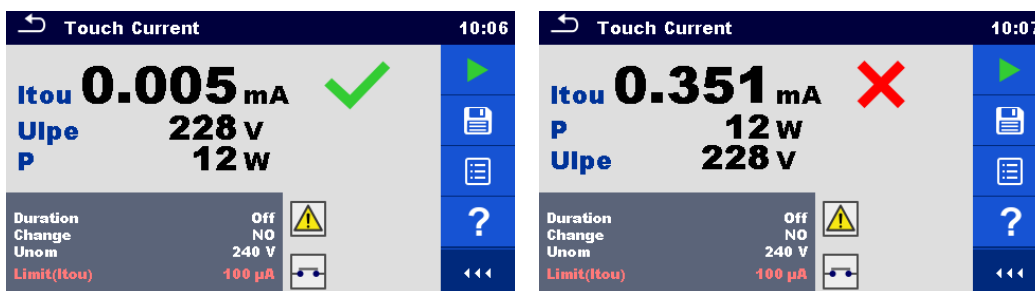 Touch Current 10:06
Itou 0.005 mA
Ulpe 228 V
P 12 W
Duration Off
Change NO
Unom 240 V
Limit(Itou) 100 µA
?
Touch Current 10:07
Itou 0.351 mA
P 12 W
Ulpe 228 V
Duration Off
Change NO
Unom 240 V
Limit(Itou) 100 µA
?